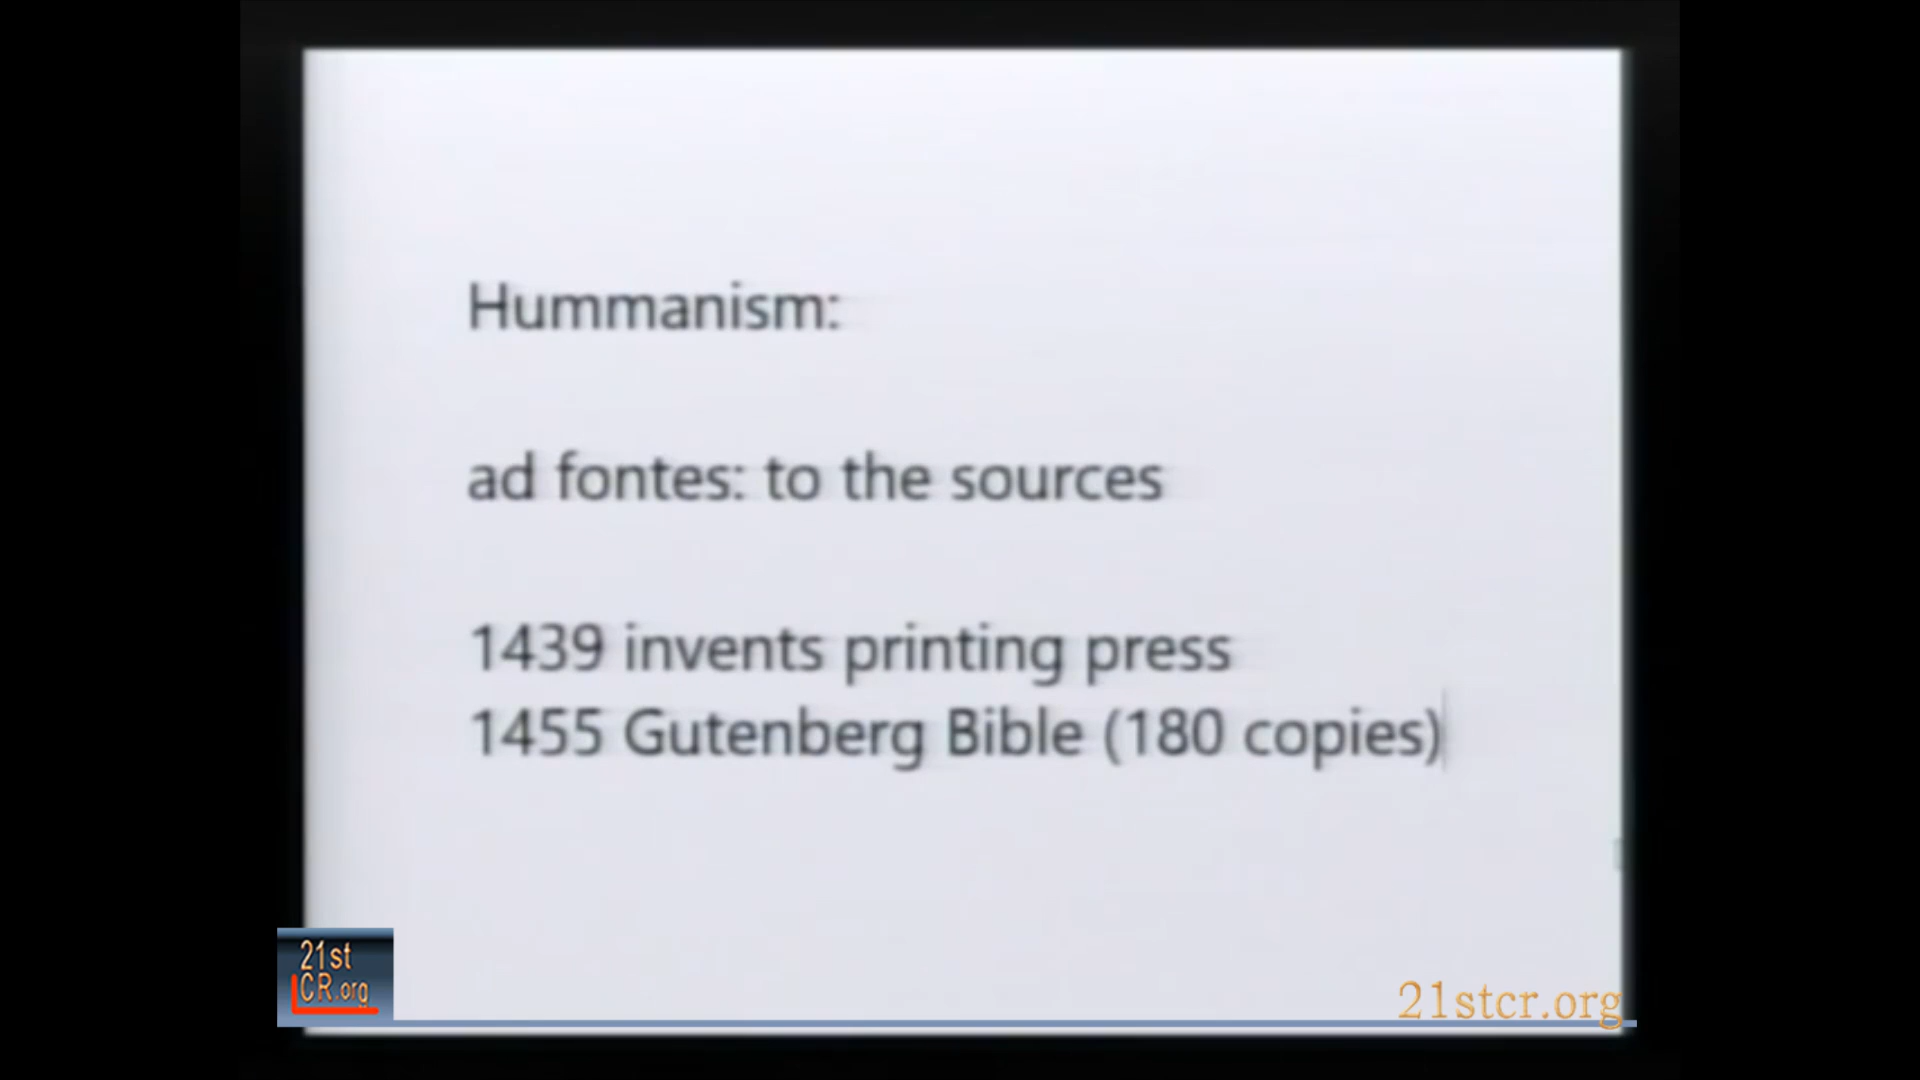 Hummanism:
ad fontes: to the sources
1439 invents printing press
1455 Gutenberg Bible (180 copies)
21st
CR.org
21stcr.org